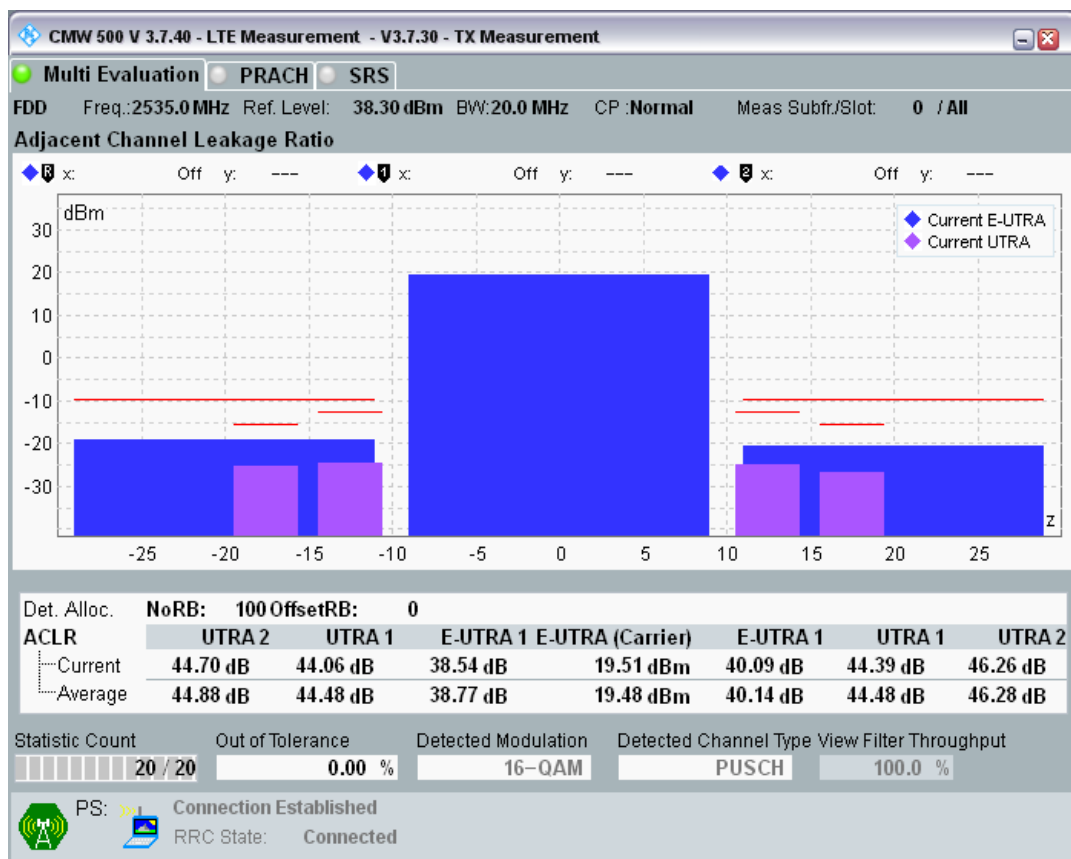 CMW 500 V 3.7.40 - LTE Measurement - V3.7.30 - TX Measurement
Multi Evaluation PRACH SRS
FDD Freq.:2535.0 MHz Ref. Level: 38.30 dBm BW:20.0 MHz CP :Normal Meas Subfr./Slot: 0 / All
Adjacent Channel Leakage Ratio
R x: Off y: --- 1 x: Off y: --- 2 x: Off y: ---
dBm
Current E-UTRA
Current UTRA
30
20
10
0
-10
-20
-30
z
-25 -20 -15 -10 -5 0 5 10 15 20 25
Det. Alloc. NoRB: 100 OffsetRB: 0
ACLR UTRA 2 UTRA 1 E-UTRA 1 E-UTRA (Carrier) E-UTRA 1 UTRA 1 UTRA 2
Current 44.70 dB 44.06 dB 38.54 dB 19.51 dBm 40.09 dB 44.39 dB 46.26 dB
Average 44.88 dB 44.48 dB 38.77 dB 19.48 dBm 40.14 dB 44.48 dB 46.28 dB
Statistic Count Out of Tolerance Detected Modulation Detected Channel Type View Filter Throughput
20 / 20 0.00 % 16-QAM PUSCH 100.0 %
PS: Connection Established
RRC State: Connected